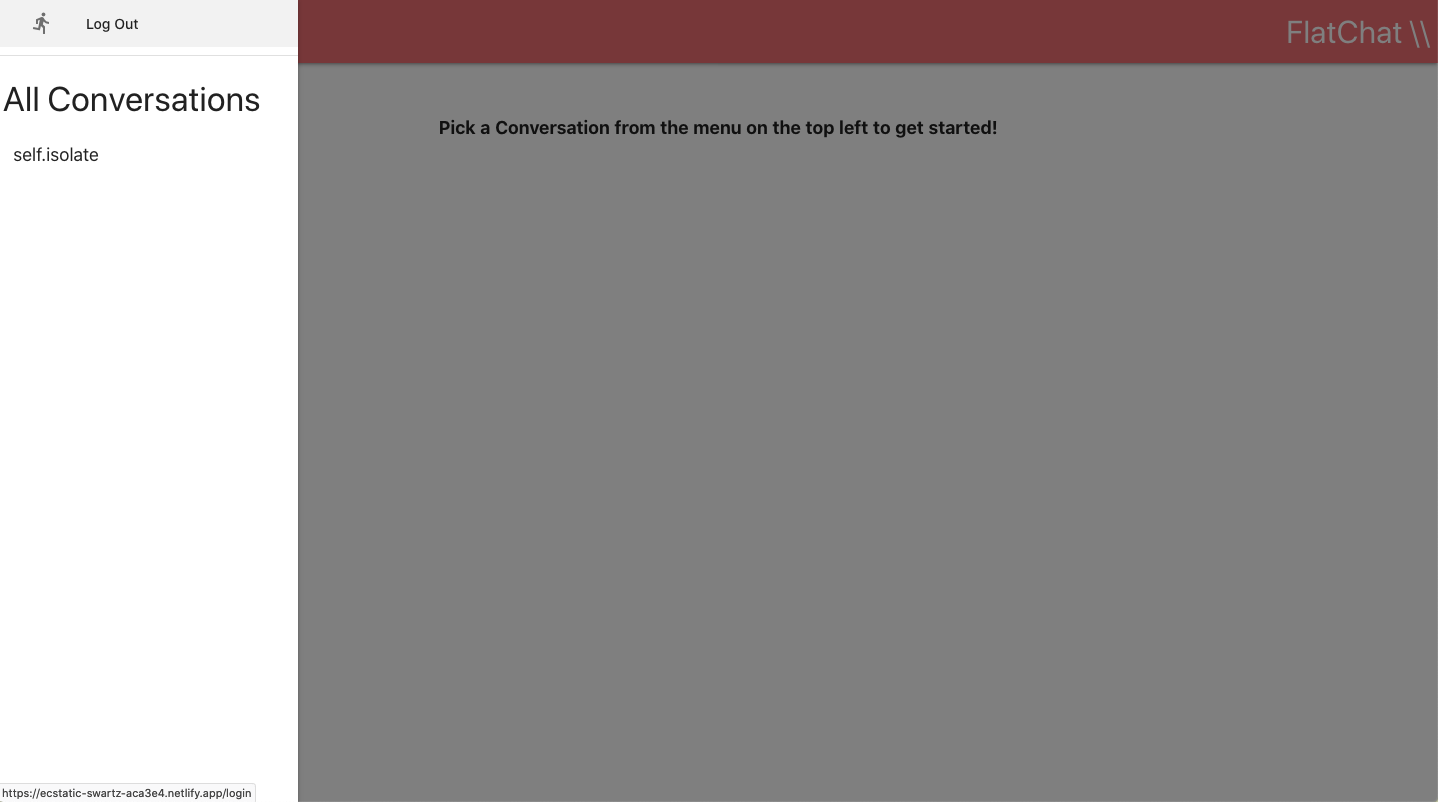 Log Out
FlatChat \\
All Conversations
Pick a Conversation from the menu on the top left to get started!
self.isolate
https://ecstatic-swartz-aca3e4.netlify.app/login